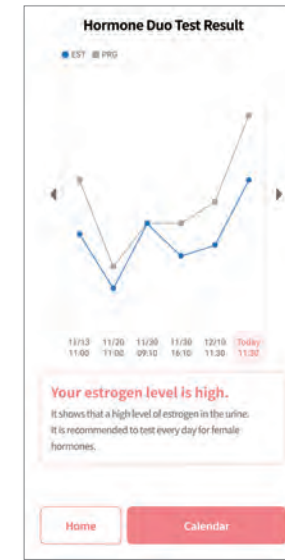 Hormone Duo Test Result
EST PRG
11/13 11/20 11/30 11/30 12/10 Today
11:00 11:00 09:10 16:10 11:30 11:30
Your estrogen level is high.
It shows that a high level of estrogen in the urine.
It is recommended to test every day for female
hormones.
Home Calendar